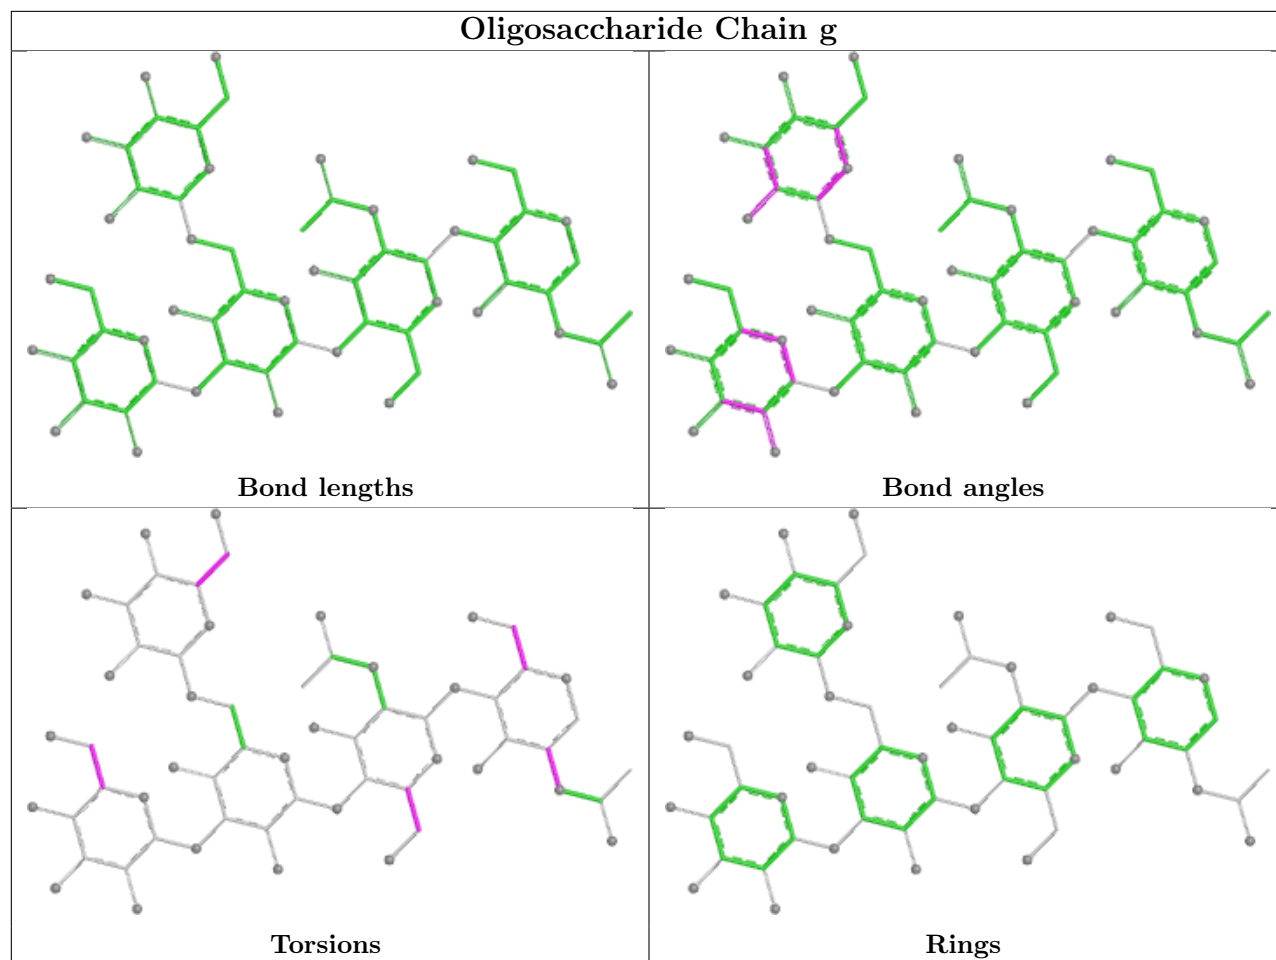 Oligosaccharide Chain g
Bond lengths
Bond angles
Torsions
Rings